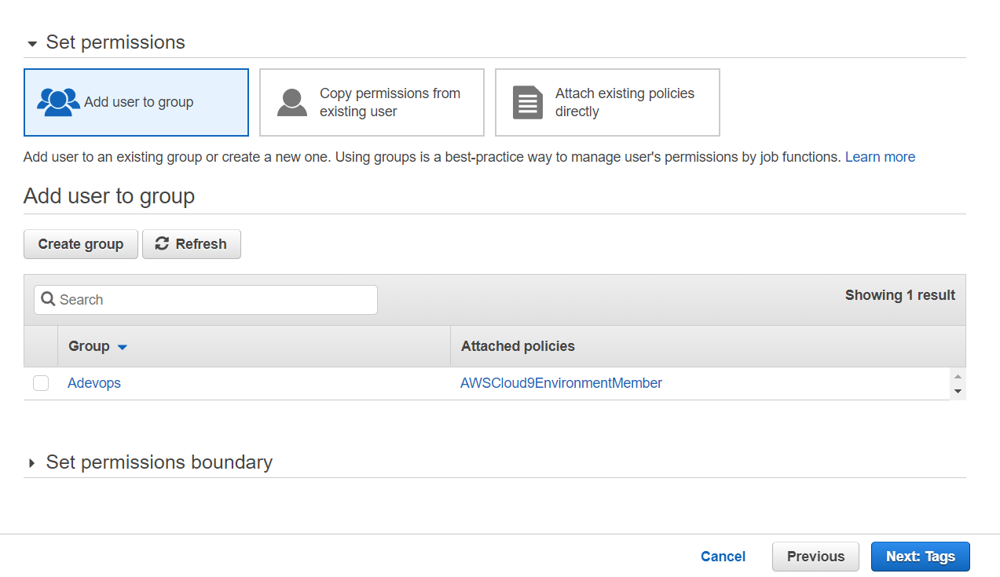 Set permissions
Add user to group
Copy permissions from
existing user
Attach existing policies
directly
Add user to an existing group or create a new one. Using groups is a best-practice way to manage user's permissions by job functions. Learn more
Add user to group
Create group
Refresh
Search
Showing 1 result
Group
Attached policies
Adevops
AWSCloud9EnvironmentMember
Set permissions boundary
Cancel
Previous
Next: Tags